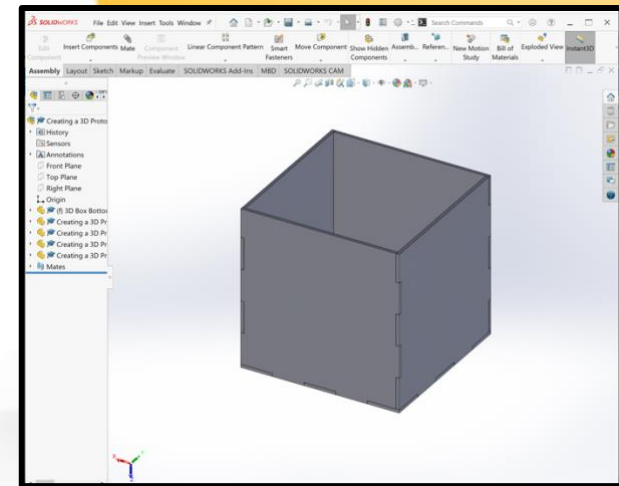 SOLIDWORKS File Edit View Insert Tools Window Search Commands
Edit Component Insert Components Mate Component Preview Window Linear Component Pattern Smart Fasteners Move Component Show Hidden Components Assemb... Referen... New Motion Study Bill of Materials Exploded View Instant3D
Assembly Layout Sketch Markup Evaluate SOLIDWORKS Add-Ins MBD SOLIDWORKS CAM
Creating a 3D Proto
History
Sensors
Annotations
Front Plane
Top Plane
Right Plane
Origin
(f) 3D Box Bottor
Creating a 3D Pr
Creating a 3D Pr
Creating a 3D Pr
Creating a 3D Pr
Mates